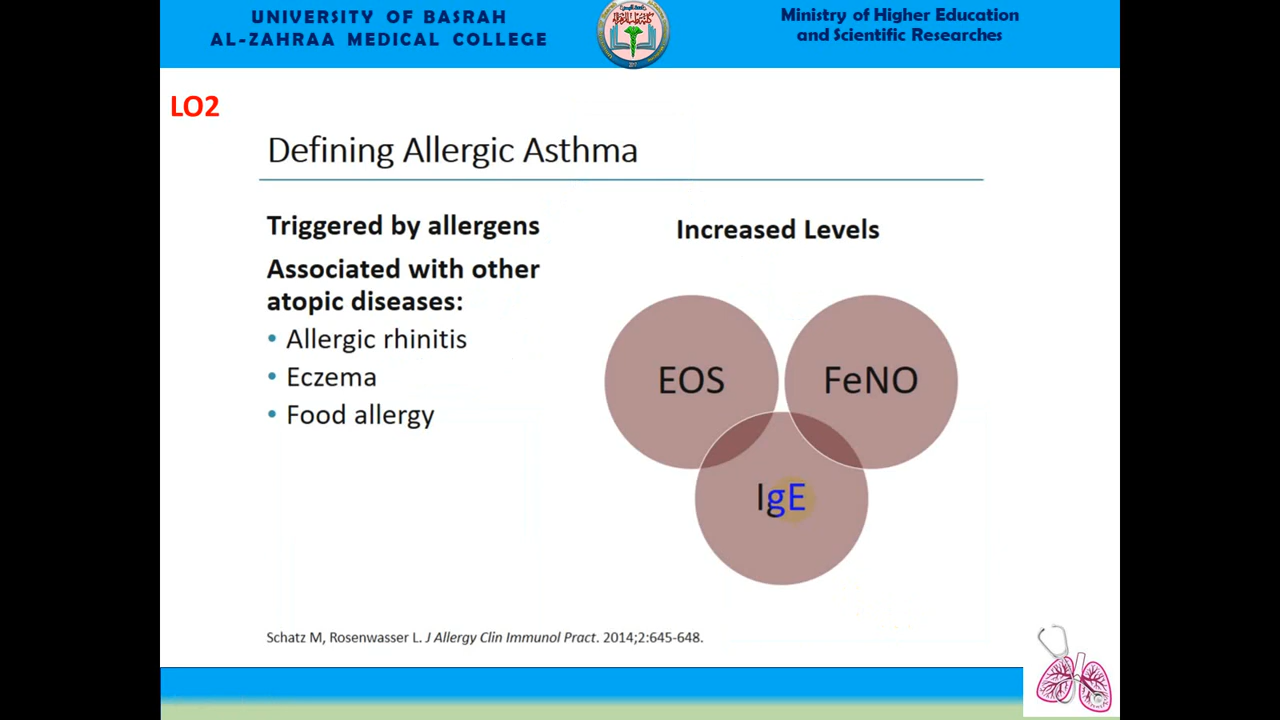 UNIVERSITY OF BASRAH
AL-ZAHRAA MEDICAL COLLEGE
Ministry of Higher Education
and Scientific Researches
LO2
Defining Allergic Asthma
Triggered by allergens
Associated with other
atopic diseases:
• Allergic rhinitis
• Eczema
• Food allergy
Increased Levels
EOS
FeNO
IgE
Schatz M, Rosenwasser L. J Allergy Clin Immunol Pract. 2014;2:645-648.